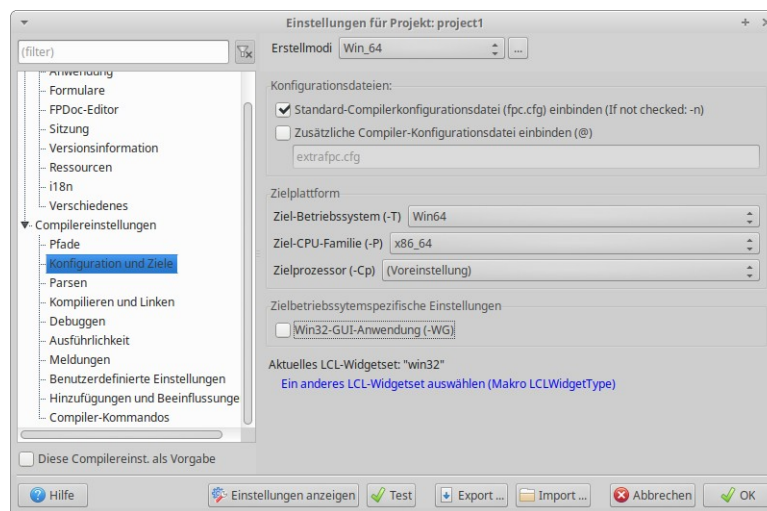 Einstellungen für Projekt: project1
(filter)
Anwendung
Formulare
FPDoc-Editor
Sitzung
Versionsinformation
Ressourcen
i18n
Verschiedenes
Compilereinstellungen
Pfade
Konfiguration und Ziele
Parsen
Kompilieren und Linken
Debuggen
Ausführlichkeit
Meldungen
Benutzerdefinierte Einstellungen
Hinzufügungen und Beeinflussunge
Compiler-Kommandos
Diese Compilereinst. als Vorgabe
Erstellmodi Win_64 ...
Konfigurationsdateien:
Standard-Compilerkonfigurationsdatei (fpc.cfg) einbinden (If not checked: -n)
Zusätzliche Compiler-Konfigurationsdatei einbinden (@)
extrafpc.cfg
Zielplattform
Ziel-Betriebssystem (-T) Win64
Ziel-CPU-Familie (-P) x86_64
Zielprozessor (-Cp) (Voreinstellung)
Zielbetriebssytemspezifische Einstellungen
Win32-GUI-Anwendung (-WG)
Aktuelles LCL-Widgetset: "win32"
Ein anderes LCL-Widgetset auswählen (Makro LCLWidgetType)
Hilfe Einstellungen anzeigen Test Export ... Import ... Abbrechen OK